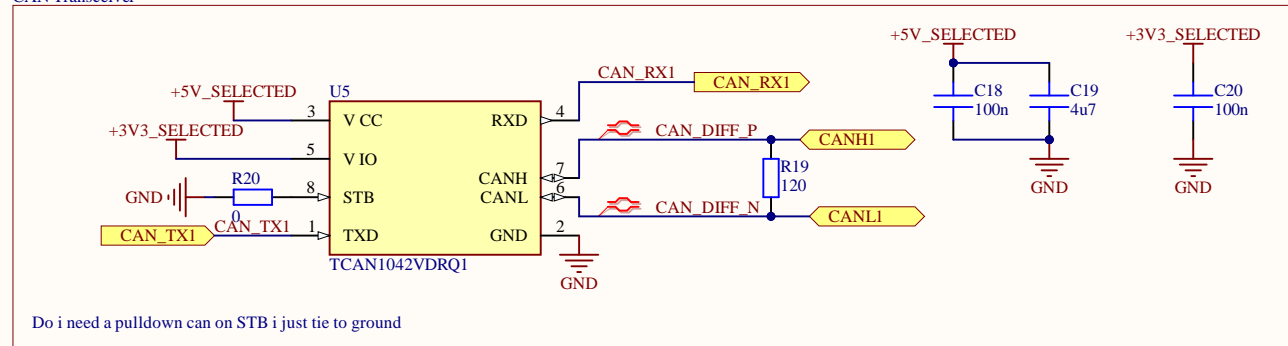 CAN Transceiver
U5
+5V_SELECTED
3
V CC
+3V3_SELECTED
5
V IO
R20
GND
0
8
STB
CAN_TX1
CAN_TX1
1
TXD
RXD
4
CAN_RX1
CAN_RX1
CANH
7
CAN_DIFF_P
CANH1
R19
120
CANL
6
CAN_DIFF_N
CANL1
GND
2
GND
TCAN1042VDRQ1
+5V_SELECTED
C18
100n
C19
4u7
GND
+3V3_SELECTED
C20
100n
GND
Do i need a pulldown can on STB i just tie to ground